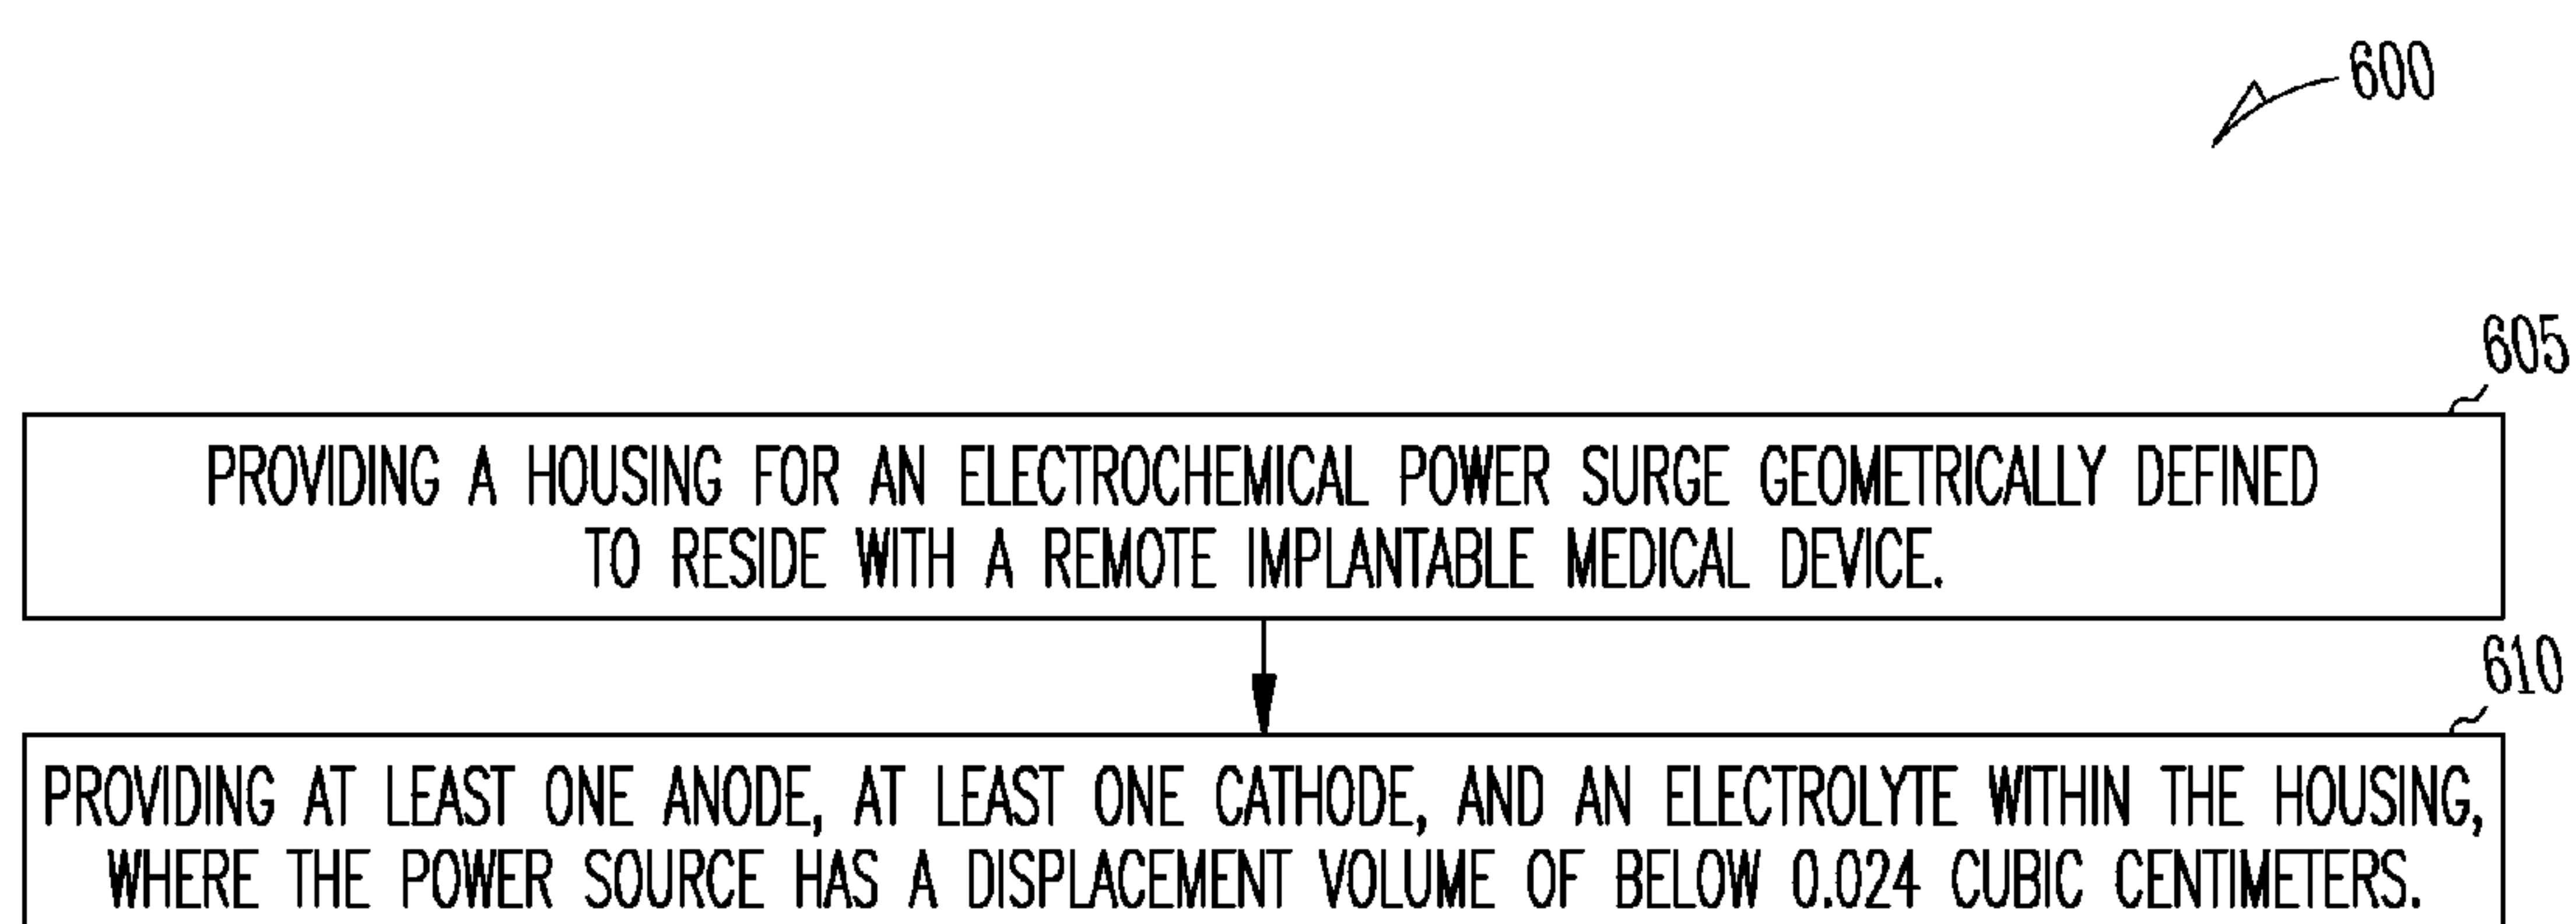 600
605
PROVIDING A HOUSING FOR AN ELECTROCHEMICAL POWER SURGE GEOMETRICALLY DEFINED
TO RESIDE WITH A REMOTE IMPLANTABLE MEDICAL DEVICE.
610
PROVIDING AT LEAST ONE ANODE, AT LEAST ONE CATHODE, AND AN ELECTROLYTE WITHIN THE HOUSING,
WHERE THE POWER SOURCE HAS A DISPLACEMENT VOLUME OF BELOW 0.024 CUBIC CENTIMETERS.